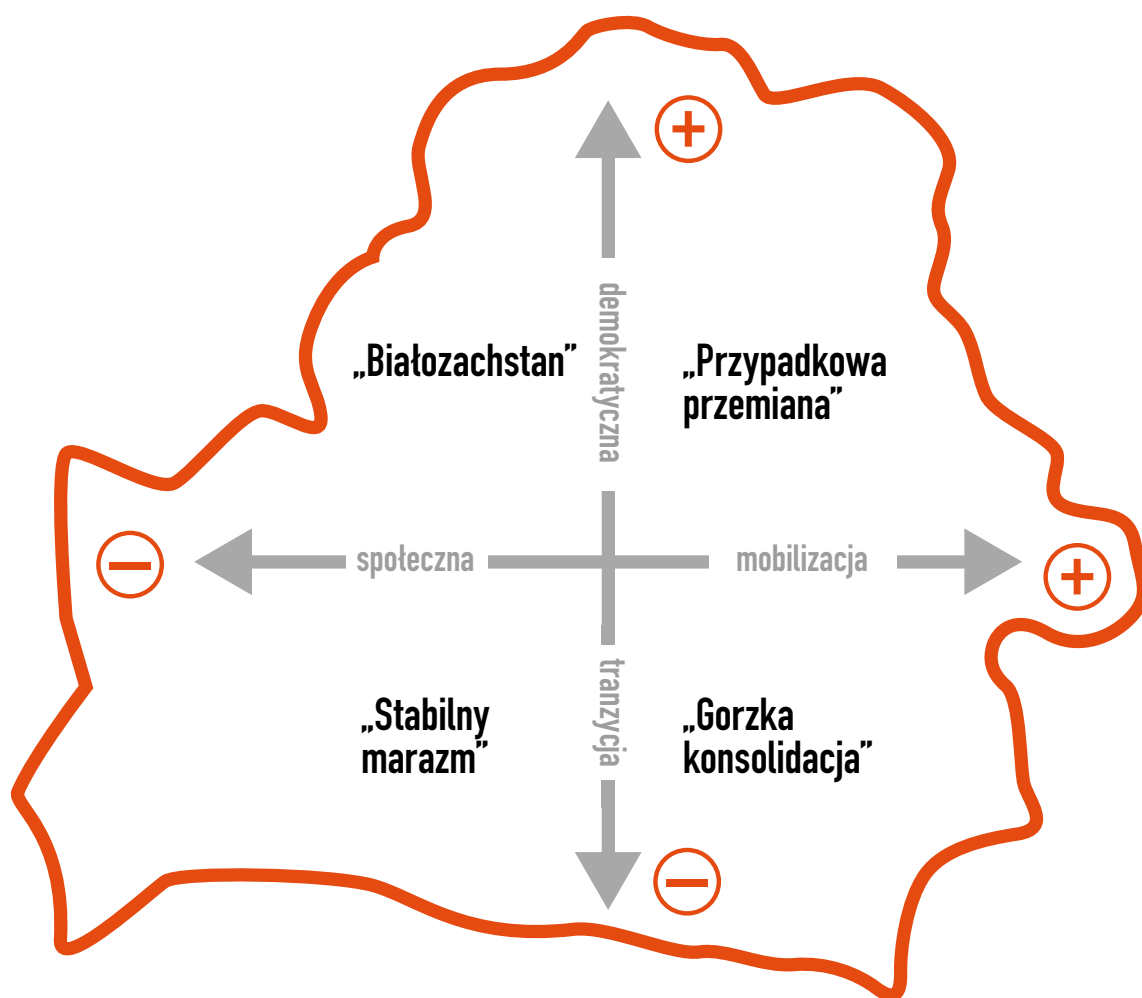 +
demokratyczna
„Białozachstan”
„Przypadkowa
przemiana”
−
społeczna
mobilizacja
+
tranzycja
„Stabilny
marazm”
„Gorzka
konsolidacja”
−